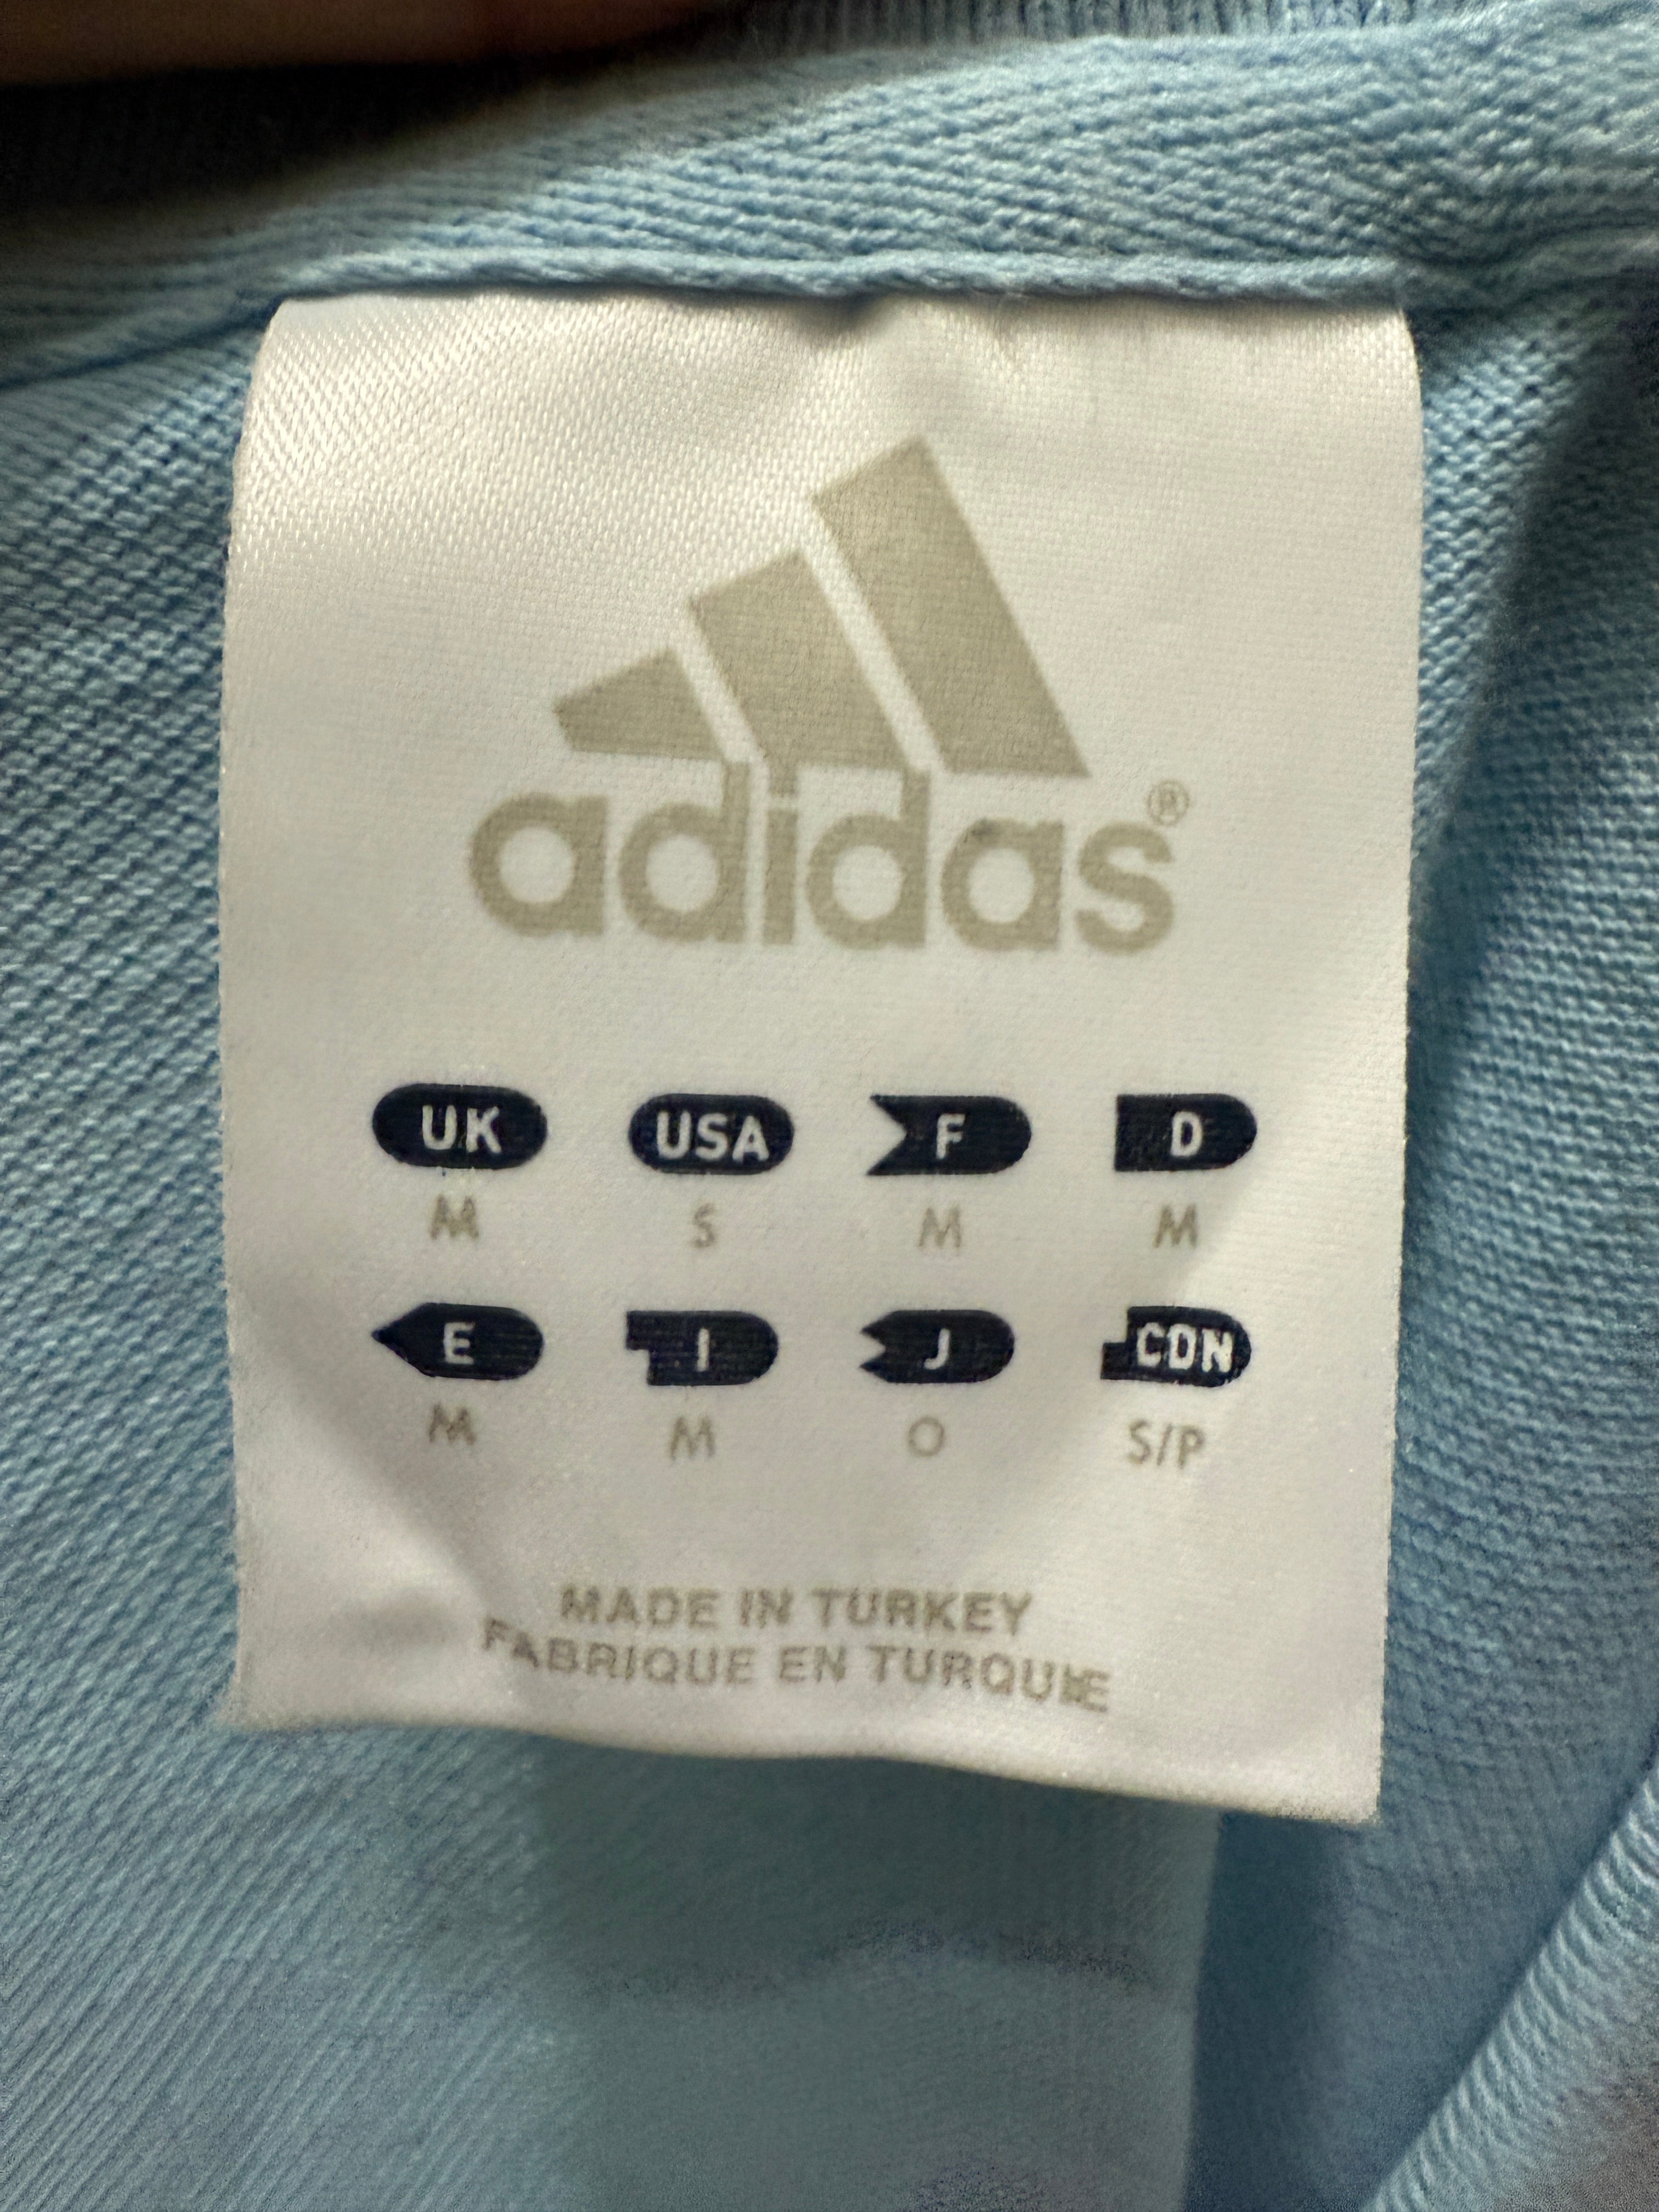 adidas®
UK USA F D
M S M M
E I J CDN
M M O S/P
MADE IN TURKEY
FABRIQUE EN TURQUIE